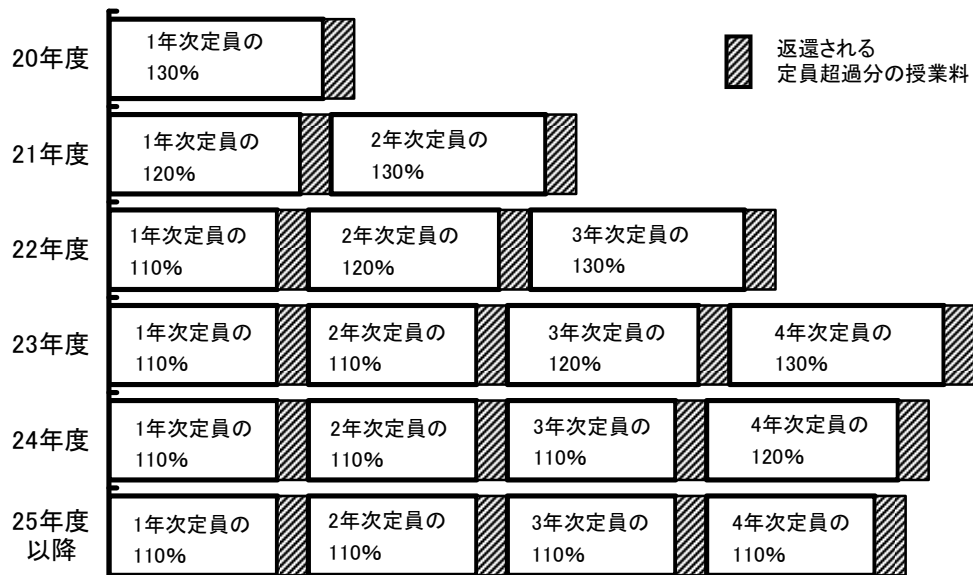 20年度
1年次定員の
130%
返還される
定員超過分の授業料
21年度
1年次定員の
120%
2年次定員の
130%
22年度
1年次定員の
110%
2年次定員の
120%
3年次定員の
130%
23年度
1年次定員の
110%
2年次定員の
110%
3年次定員の
120%
4年次定員の
130%
24年度
1年次定員の
110%
2年次定員の
110%
3年次定員の
110%
4年次定員の
120%
25年度
以降
1年次定員の
110%
2年次定員の
110%
3年次定員の
110%
4年次定員の
110%